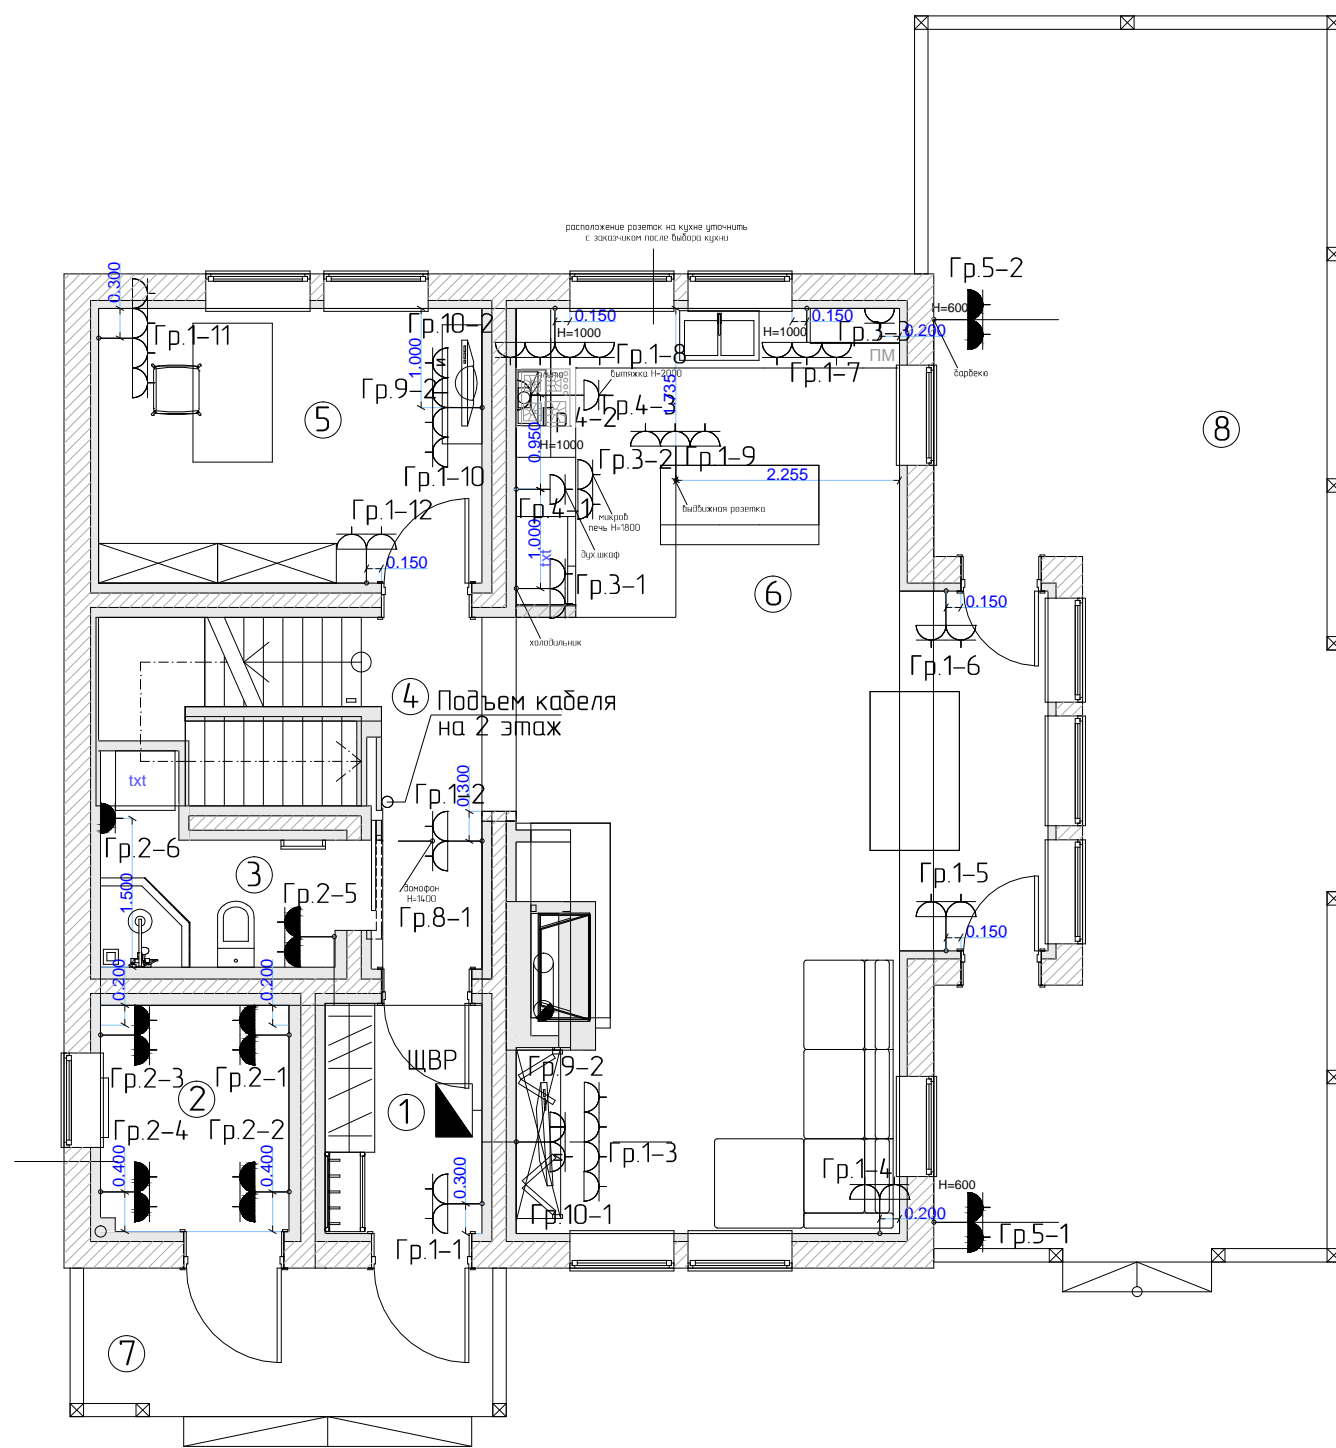 расположение розеток на кухне уточнить
с заказчиком после выбора кухни
Гр.5-2
H=600
0.200
барбекю
0.300
Гр.1-11
Гр.10-2
1.000
Гр.9-2
5
Гр.1-10
Гр.1-12
0.150
0.150
H=1000
Гр.1-8
вытяжка H=2000
H=1000
0.150
Гр.3-3
ПМ
Гр.1-7
1.735
Гр.4-3
Гр.4-2
H=1000
0.950
Гр.3-2
Гр.1-9
2.255
выдвижная розетка
Гр.4-1
микров.
печь H=1800
дух.шкаф
1.000
txt
Гр.3-1
холодильник
6
8
0.150
Гр.1-6
4
Подъем кабеля
на 2 этаж
txt
Гр.1-2
0.300
Гр.2-6
3
1.500
Гр.2-5
домофон
H=1400
Гр.8-1
Гр.1-5
0.150
0.200
0.200
ЩВР
Гр.2-3
Гр.2-1
2
1
Гр.2-4
Гр.2-2
0.400
0.400
0.300
Гр.1-1
Гр.9-2
Гр.1-3
Гр.10-1
Гр.1-4
0.200
H=600
Гр.5-1
7